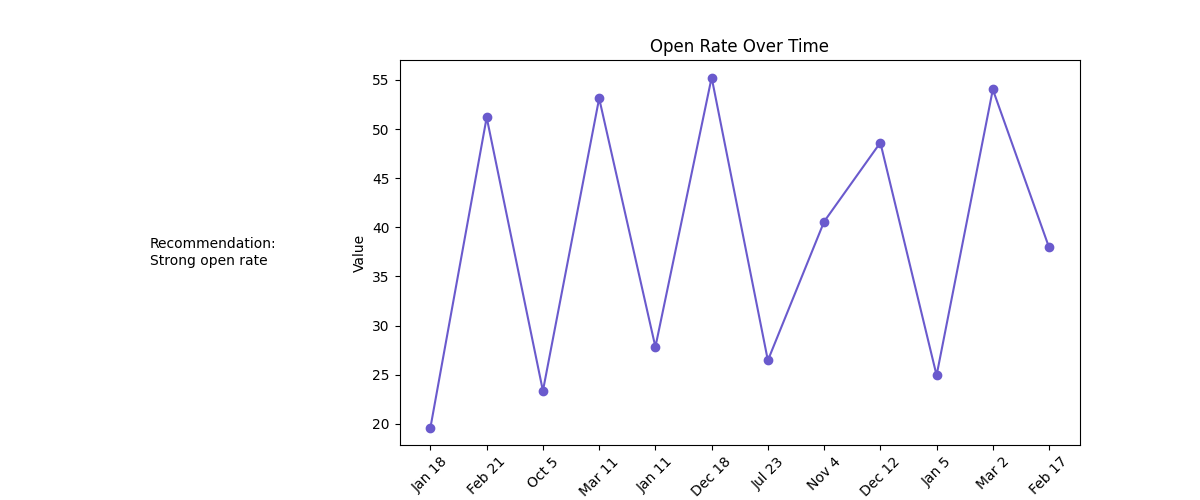 Open Rate Over Time
Recommendation:
Strong open rate
Value
55
50
45
40
35
30
25
20
Jan 18
Feb 21
Oct 5
Mar 11
Jan 11
Dec 18
Jul 23
Nov 4
Dec 12
Jan 5
Mar 2
Feb 17